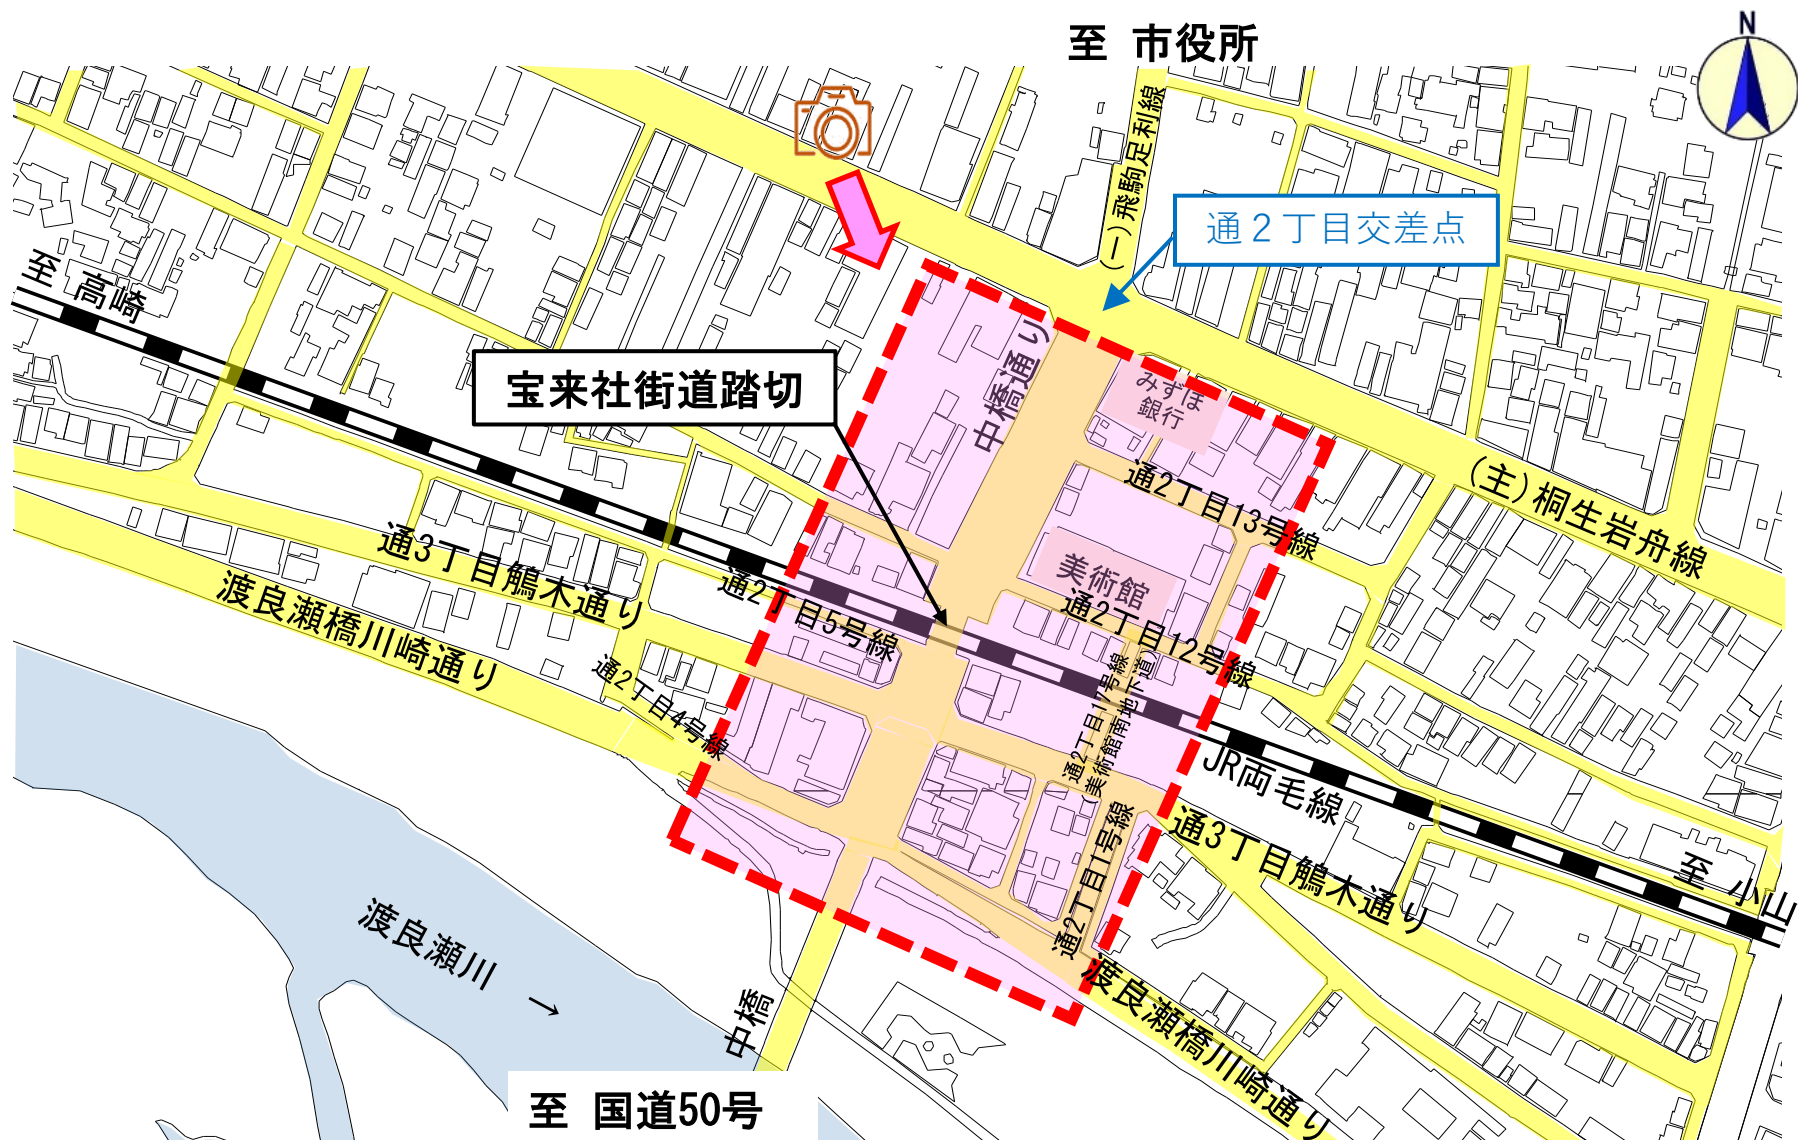 至 市役所
N
(一)飛駒足利線
通２丁目交差点
至 高崎
宝来社街道踏切
中橋通り
みずほ
銀行
通2丁目13号線
(主)桐生岩舟線
美術館
通2丁目12号線
通3丁目鵤木通り
通2丁目5号線
渡良瀬橋川崎通り
通2丁目4号線
通2丁目17号線
(美術館南地下道
JR両毛線
通3丁目鵤木通り
通2丁目1号線
至 小山
渡良瀬川 →
渡良瀬橋川崎通り
中橋
至 国道50号